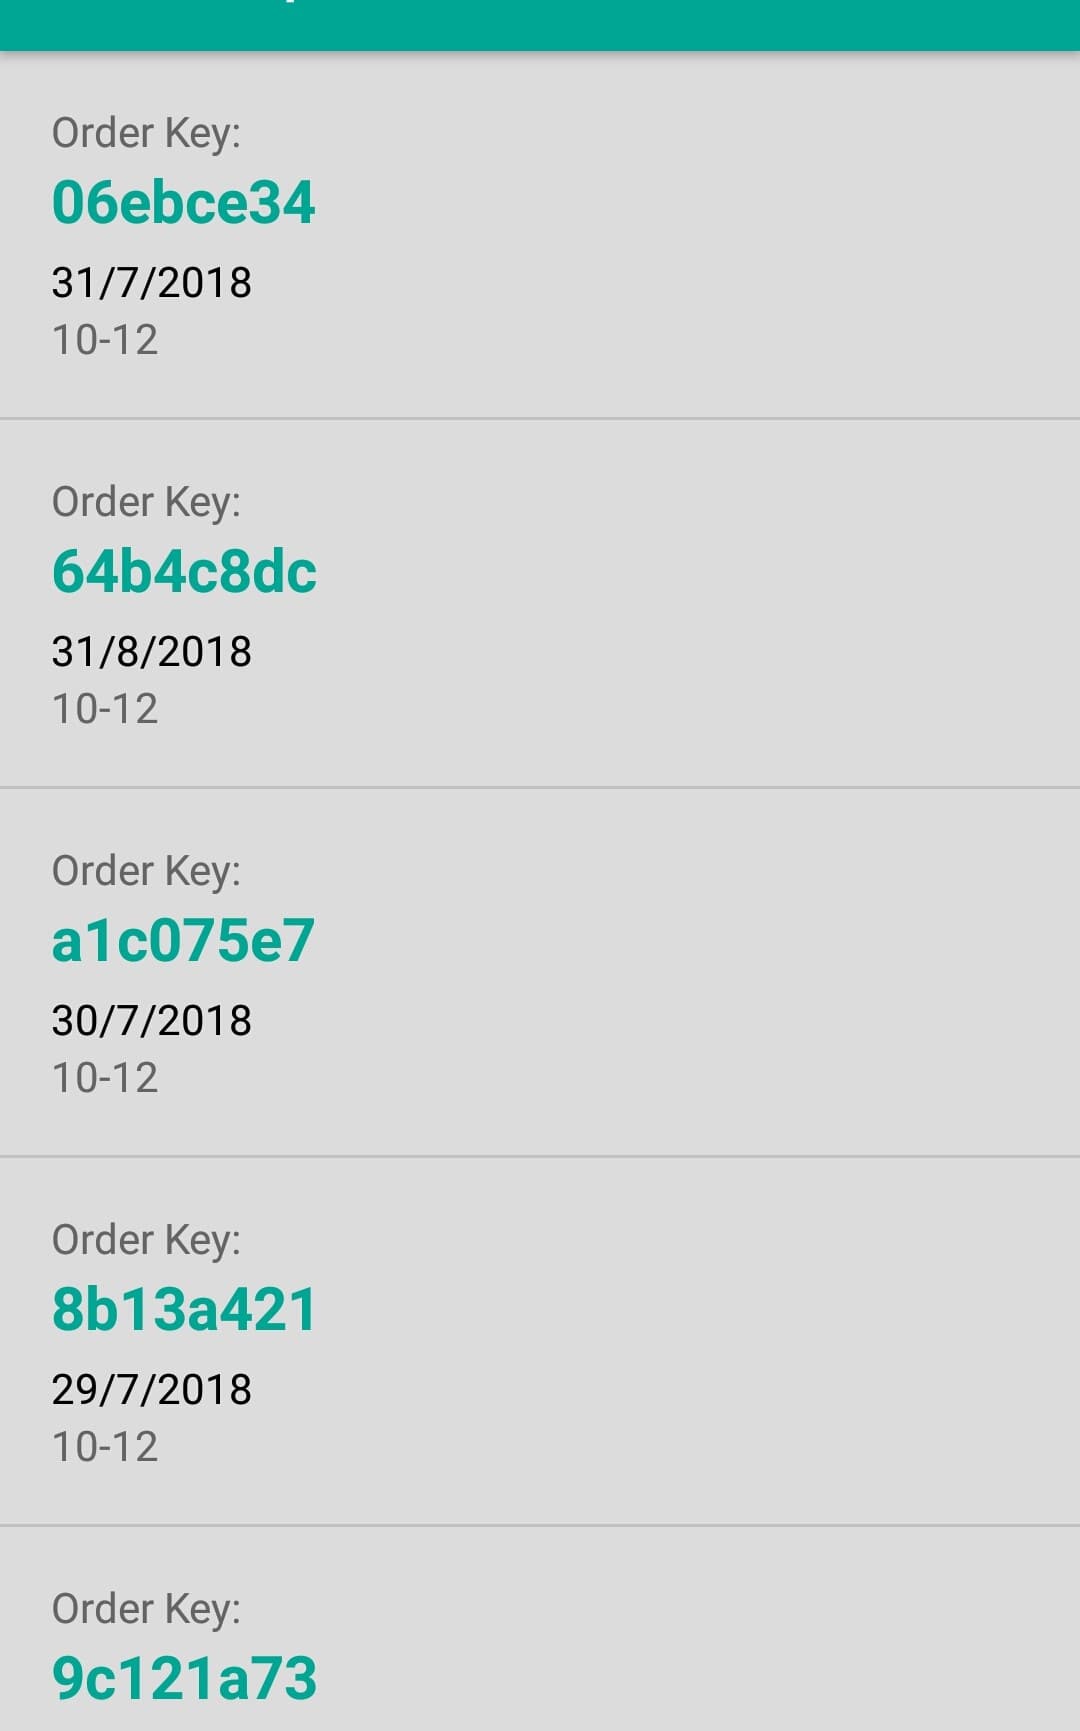 Order Key:
06ebce34
31/7/2018
10-12
Order Key:
64b4c8dc
31/8/2018
10-12
Order Key:
a1c075e7
30/7/2018
10-12
Order Key:
8b13a421
29/7/2018
10-12
Order Key:
9c121a73